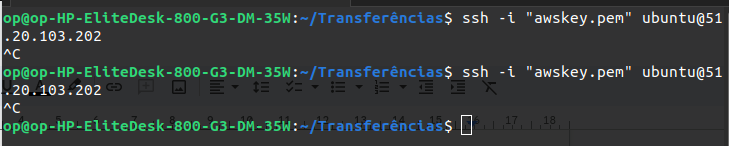 op@op-HP-EliteDesk-800-G3-DM-35W:~/Transferências$ ssh -i "awskey.pem" ubuntu@51
.20.103.202
^C
op@op-HP-EliteDesk-800-G3-DM-35W:~/Transferências$ ssh -i "awskey.pem" ubuntu@51
.20.103.202
^C
op@op-HP-EliteDesk-800-G3-DM-35W:~/Transferências$